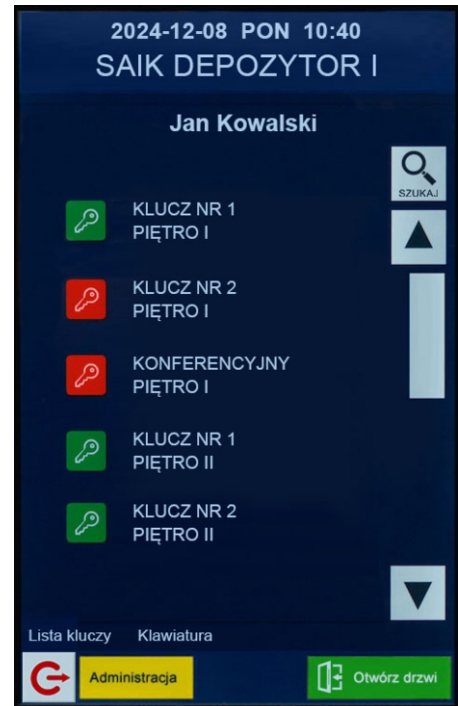 2024-12-08 PON 10:40
SAIK DEPOZYTOR I
Jan Kowalski
SZUKAJ
KLUCZ NR 1
PIĘTRO I
KLUCZ NR 2
PIĘTRO I
KONFERENCYJNY
PIĘTRO I
KLUCZ NR 1
PIĘTRO II
KLUCZ NR 2
PIĘTRO II
Lista kluczy Klawiatura
Administracja
Otwórz drzwi